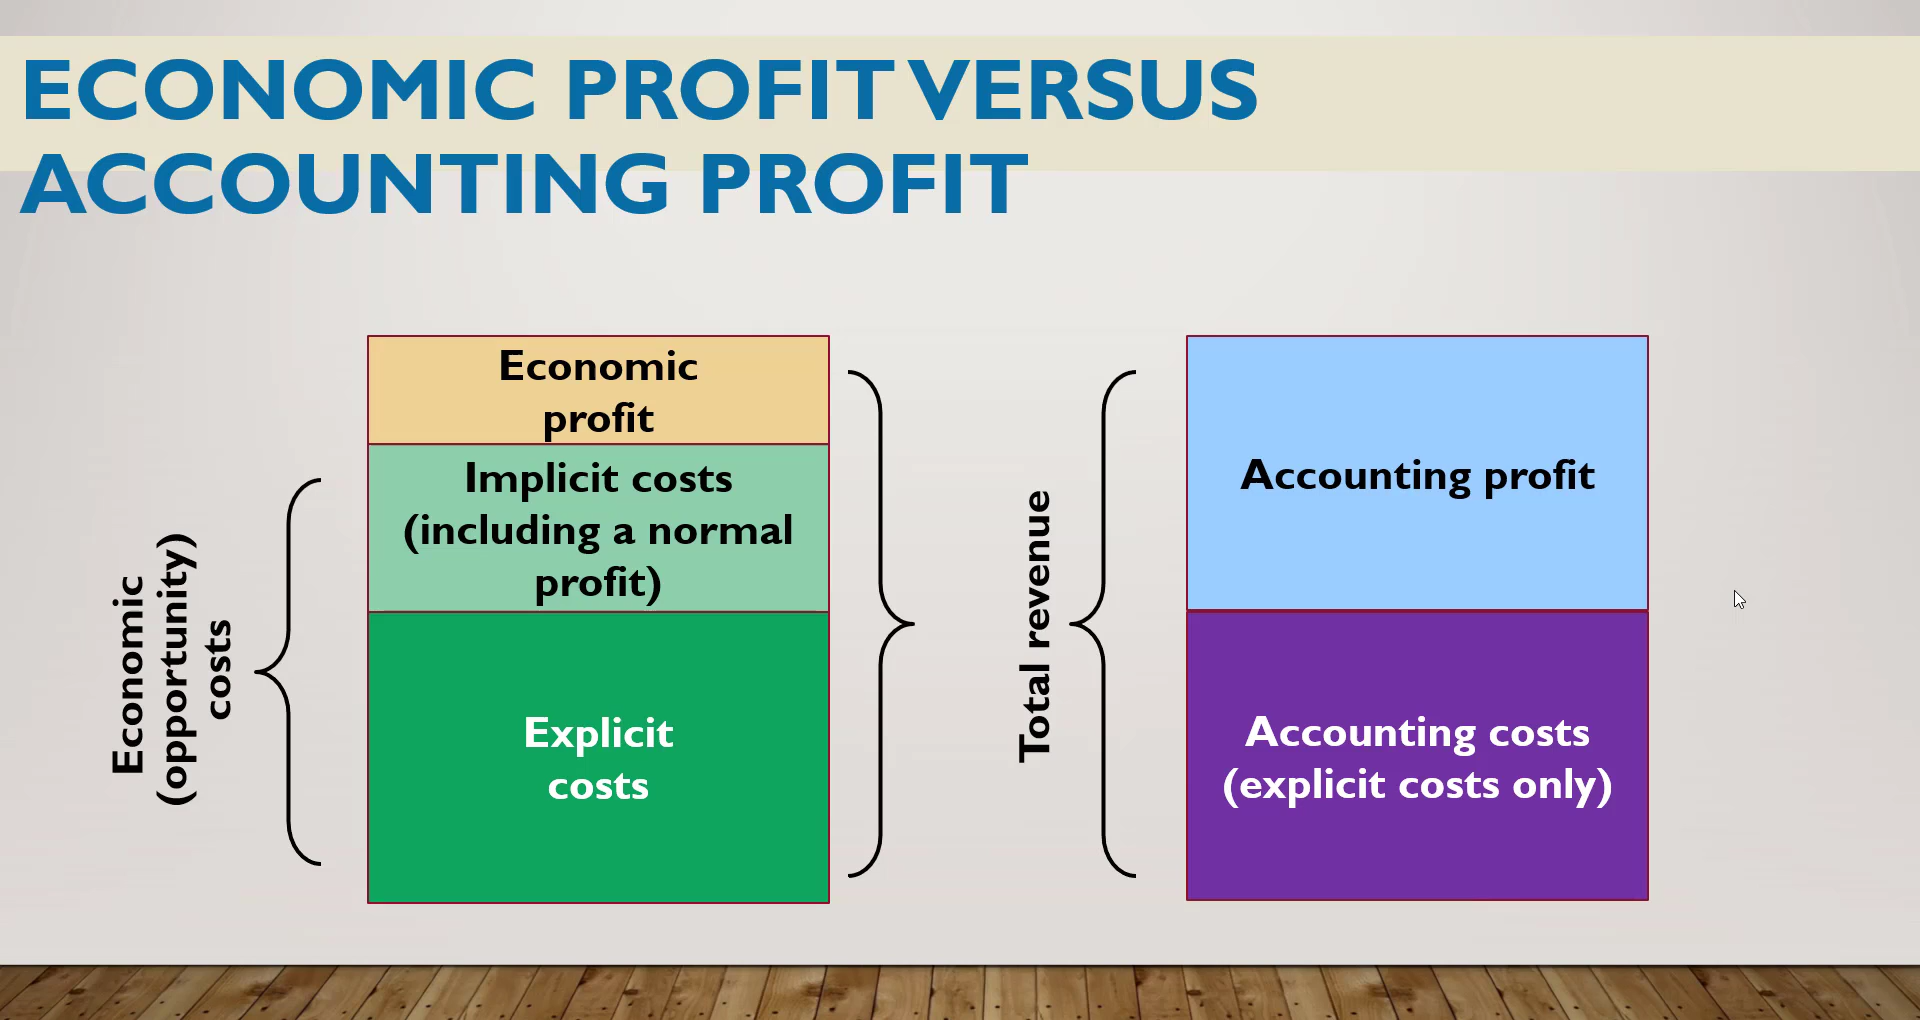 ECONOMIC PROFIT VERSUS
ACCOUNTING PROFIT
Economic
(opportunity)
costs
Economic
profit
Implicit costs
(including a normal
profit)
Explicit
costs
Total revenue
Accounting profit
Accounting costs
(explicit costs only)